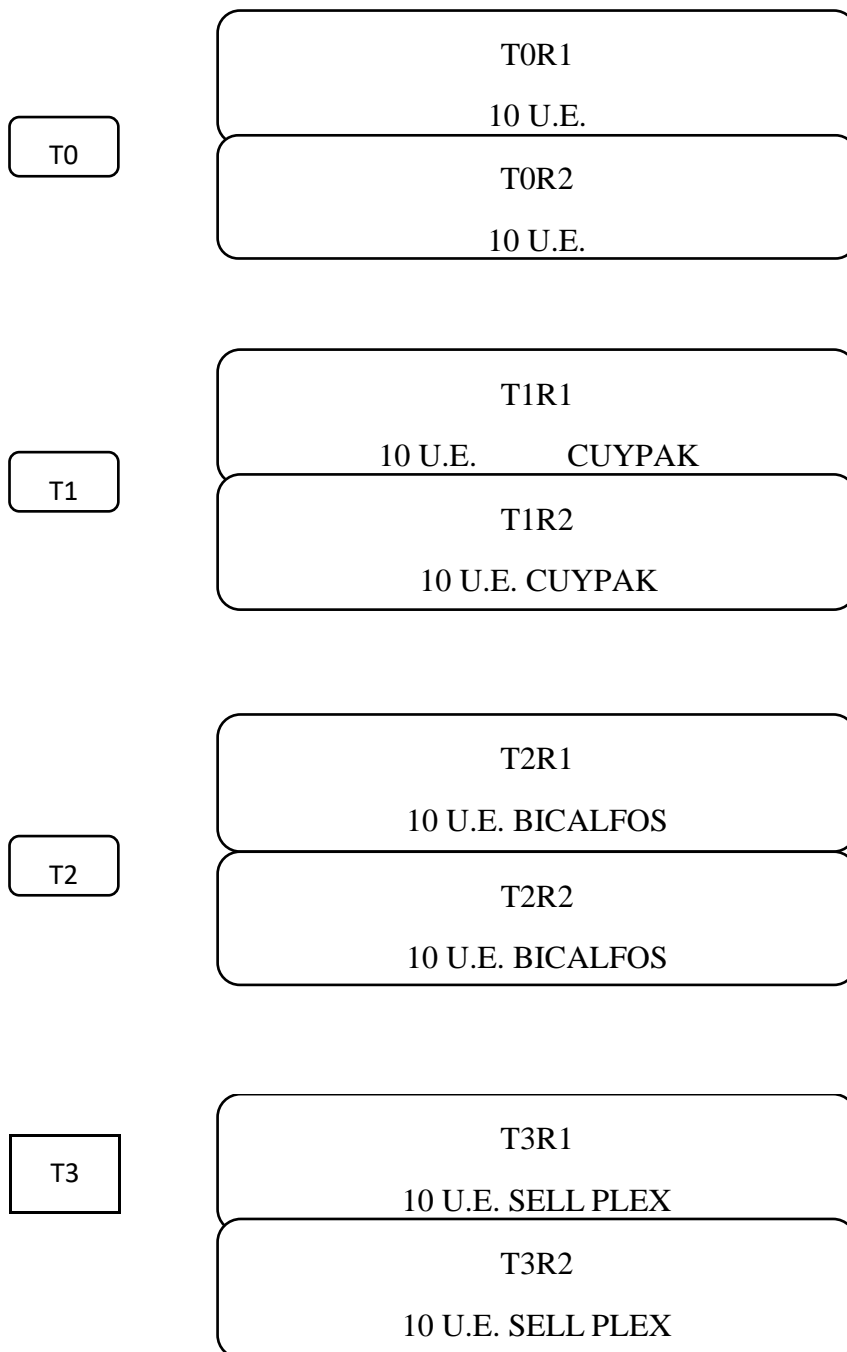 T0
T0R1
10 U.E.
T0R2
10 U.E.
T1
T1R1
10 U.E. CUYPAK
T1R2
10 U.E. CUYPAK
T2
T2R1
10 U.E. BICALFOS
T2R2
10 U.E. BICALFOS
T3
T3R1
10 U.E. SELL PLEX
T3R2
10 U.E. SELL PLEX